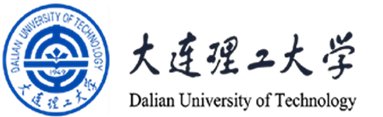 DALIAN UNIVERSITY OF TECHNOLOGY
1949
大连理工大学
大连理工大学
Dalian University of Technology